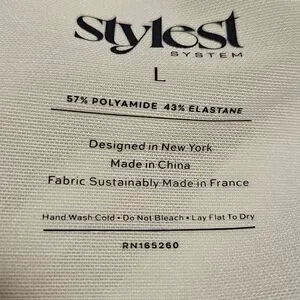 stylest
SYSTEM
L
57% POLYAMIDE 43% ELASTANE
Designed in New York
Made in China
Fabric Sustainably Made in France
Hand Wash Cold • Do Not Bleach • Lay Flat To Dry
RN165260